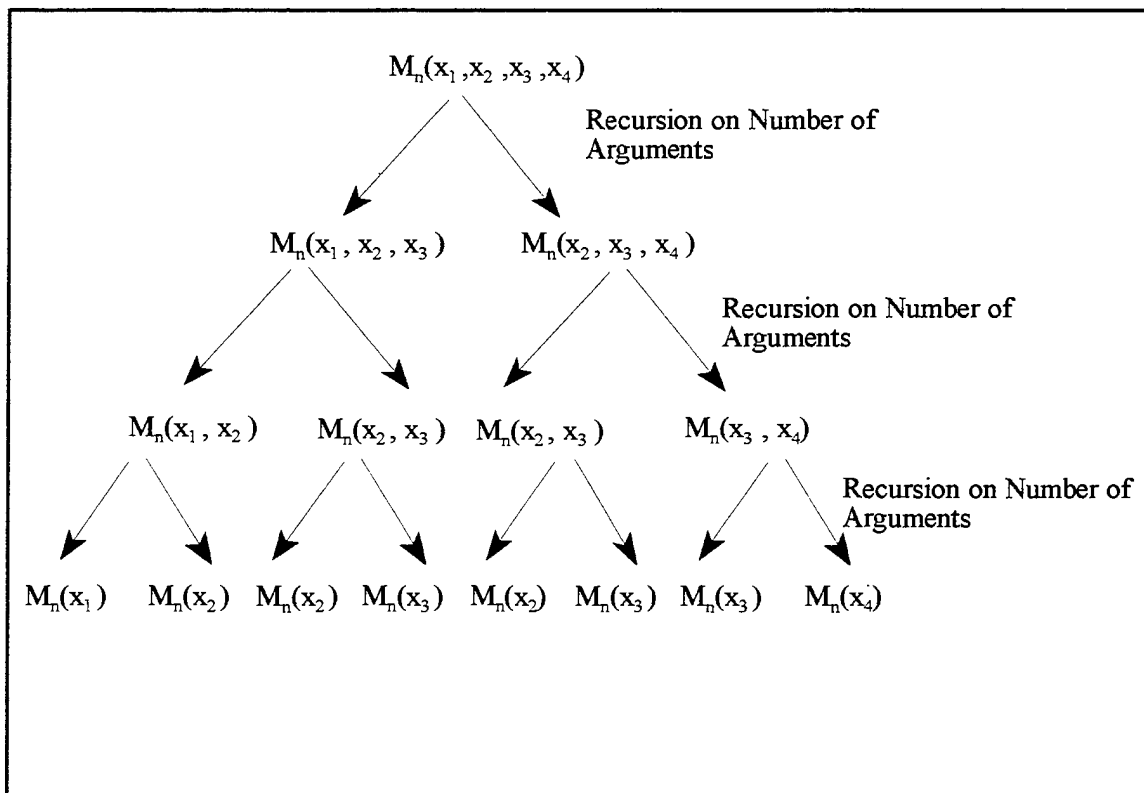 Mₙ(x₁ ,x₂ ,x₃ ,x₄)
Recursion on Number of
Arguments
Mₙ(x₁ , x₂ , x₃ )
Mₙ(x₂ , x₃ , x₄)
Recursion on Number of
Arguments
Mₙ(x₁ , x₂)
Mₙ(x₂ , x₃)
Mₙ(x₂ , x₃)
Mₙ(x₃ , x₄)
Recursion on Number of
Arguments
Mₙ(x₁)
Mₙ(x₂)
Mₙ(x₂)
Mₙ(x₃)
Mₙ(x₂)
Mₙ(x₃)
Mₙ(x₃)
Mₙ(x₄)